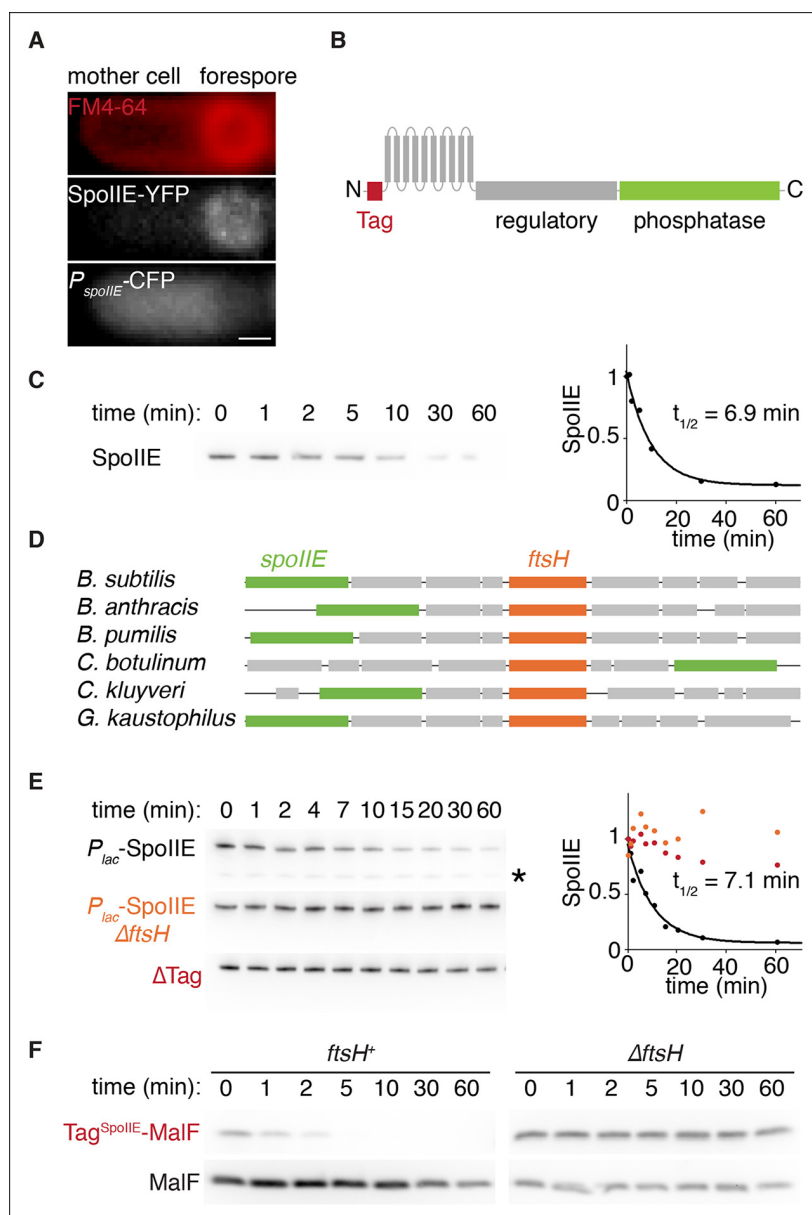 A
mother cell forespore
FM4-64
SpoIIE-YFP
PspoIIE-CFP
B
N
C
Tag
regulatory
phosphatase
C
time (min): 0 1 2 5 10 30 60
SpoIIE
SpoIIE
1
0.5
0
t1/2 = 6.9 min
0 20 40 60
time (min)
D
spoIIE ftsH
B. subtilis
B. anthracis
B. pumilis
C. botulinum
C. kluyveri
G. kaustophilus
E
time (min): 0 1 2 4 7 10 15 20 30 60
Plac-SpoIIE
*
Plac-SpoIIE
ΔftsH
ΔTag
SpoIIE
1
0.5
0
t1/2 = 7.1 min
0 20 40 60
time (min)
F
ftsH+ ΔftsH
time (min): 0 1 2 5 10 30 60 0 1 2 5 10 30 60
TagSpoIIE-MalF
MalF